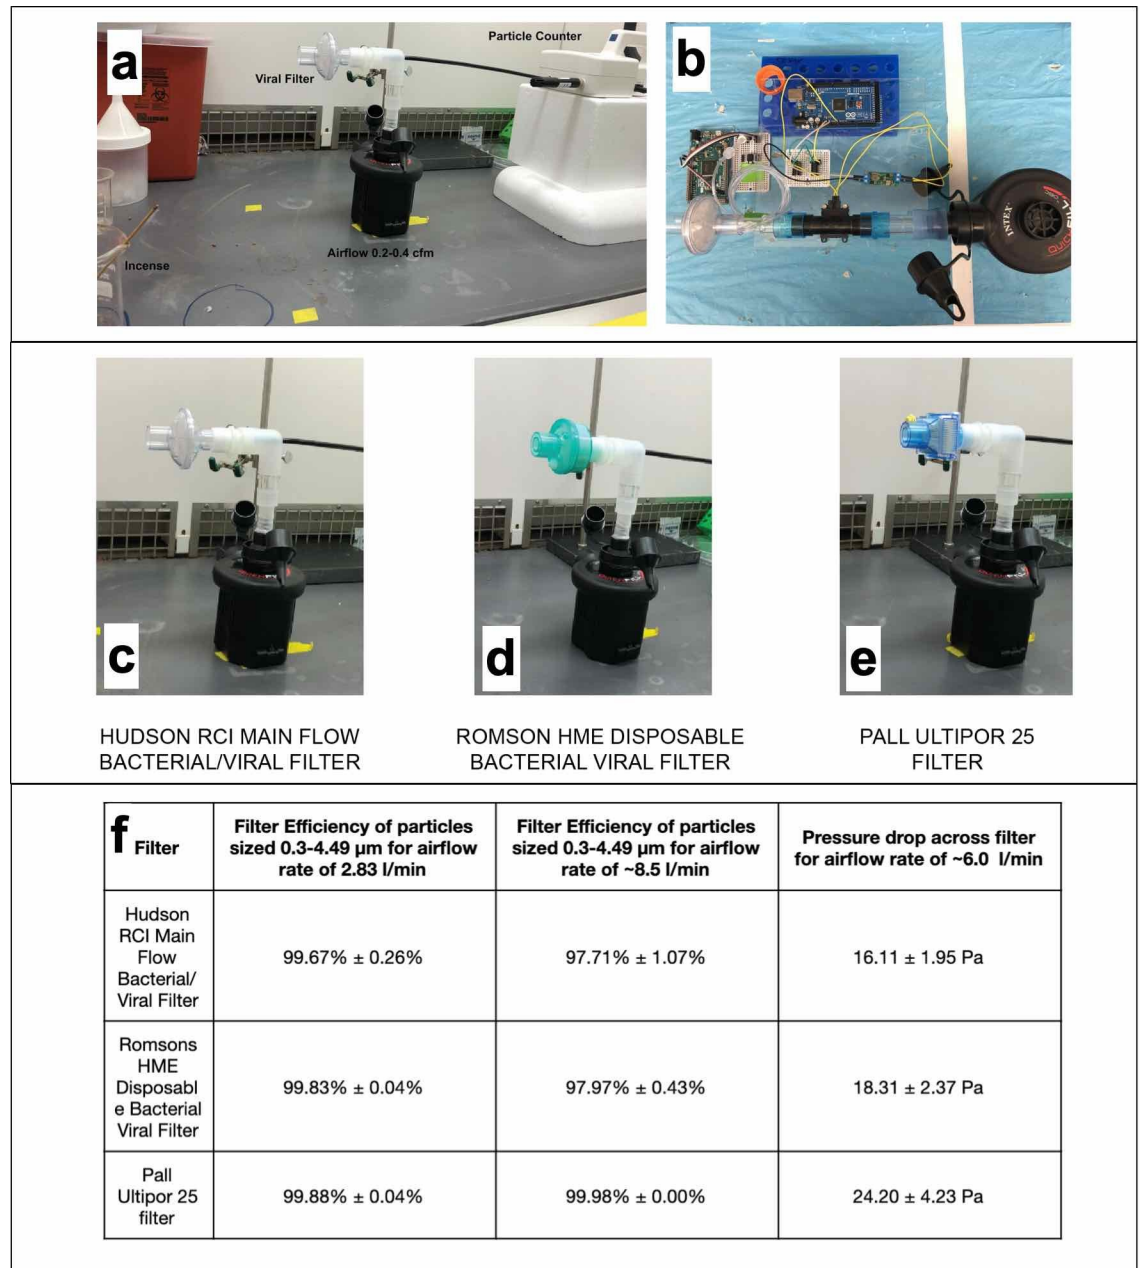 a
Viral Filter
Particle Counter
Incense
Airflow 0.2-0.4 cfm
b
INTEX
c
d
e
HUDSON RCI MAIN FLOW
BACTERIAL/VIRAL FILTER
ROMSON HME DISPOSABLE
BACTERIAL VIRAL FILTER
PALL ULTIPOR 25
FILTER
f
Filter
Filter Efficiency of particles
sized 0.3-4.49 µm for airflow
rate of 2.83 l/min
Filter Efficiency of particles
sized 0.3-4.49 µm for airflow
rate of ~8.5 l/min
Pressure drop across filter
for airflow rate of ~6.0 l/min
Hudson
RCI Main
Flow
Bacterial/
Viral Filter
99.67% ± 0.26%
97.71% ± 1.07%
16.11 ± 1.95 Pa
Romsons
HME
Disposabl
e Bacterial
Viral Filter
99.83% ± 0.04%
97.97% ± 0.43%
18.31 ± 2.37 Pa
Pall
Ultipor 25
filter
99.88% ± 0.04%
99.98% ± 0.00%
24.20 ± 4.23 Pa